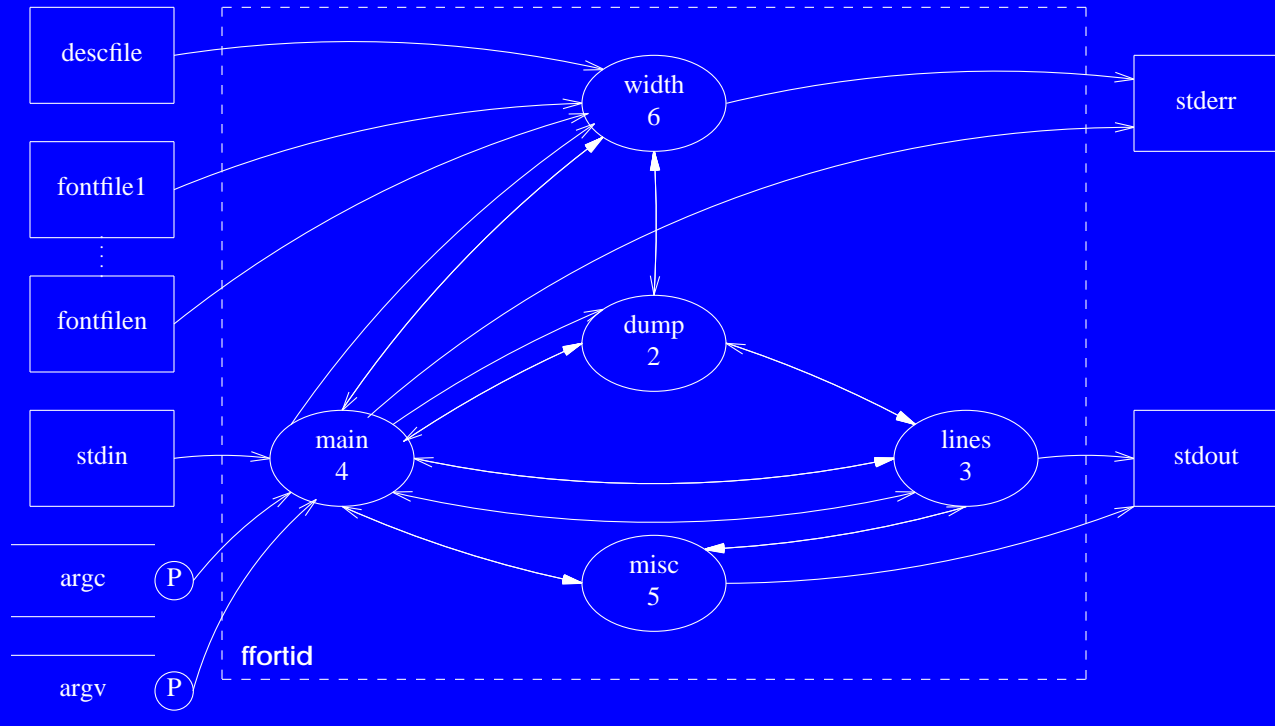 descfile
width
6
stderr
fontfile1
fontfilen
dump
2
main
4
lines
3
stdin
stdout
argc
P
misc
5
ffortid
argv
P